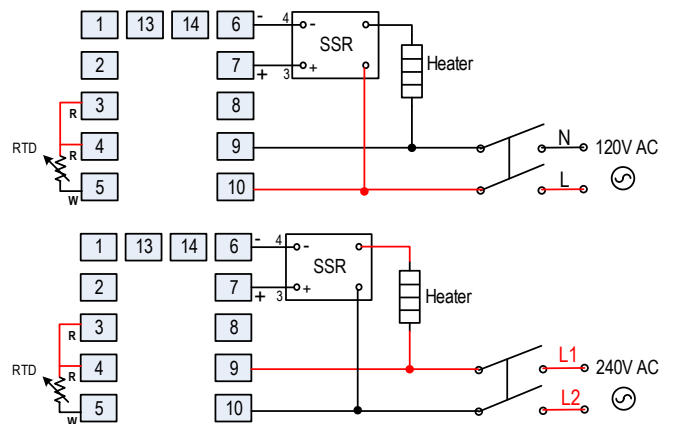 1 13 14 6 - 4 - SSR
2 7 + 3 + Heater
3 R 8
RTD R 4 9 N 120V AC
5 W 10 L
1 13 14 6 - 4 - SSR
2 7 + 3 + Heater
3 R 8
RTD R 4 9 L1 240V AC
5 W 10 L2